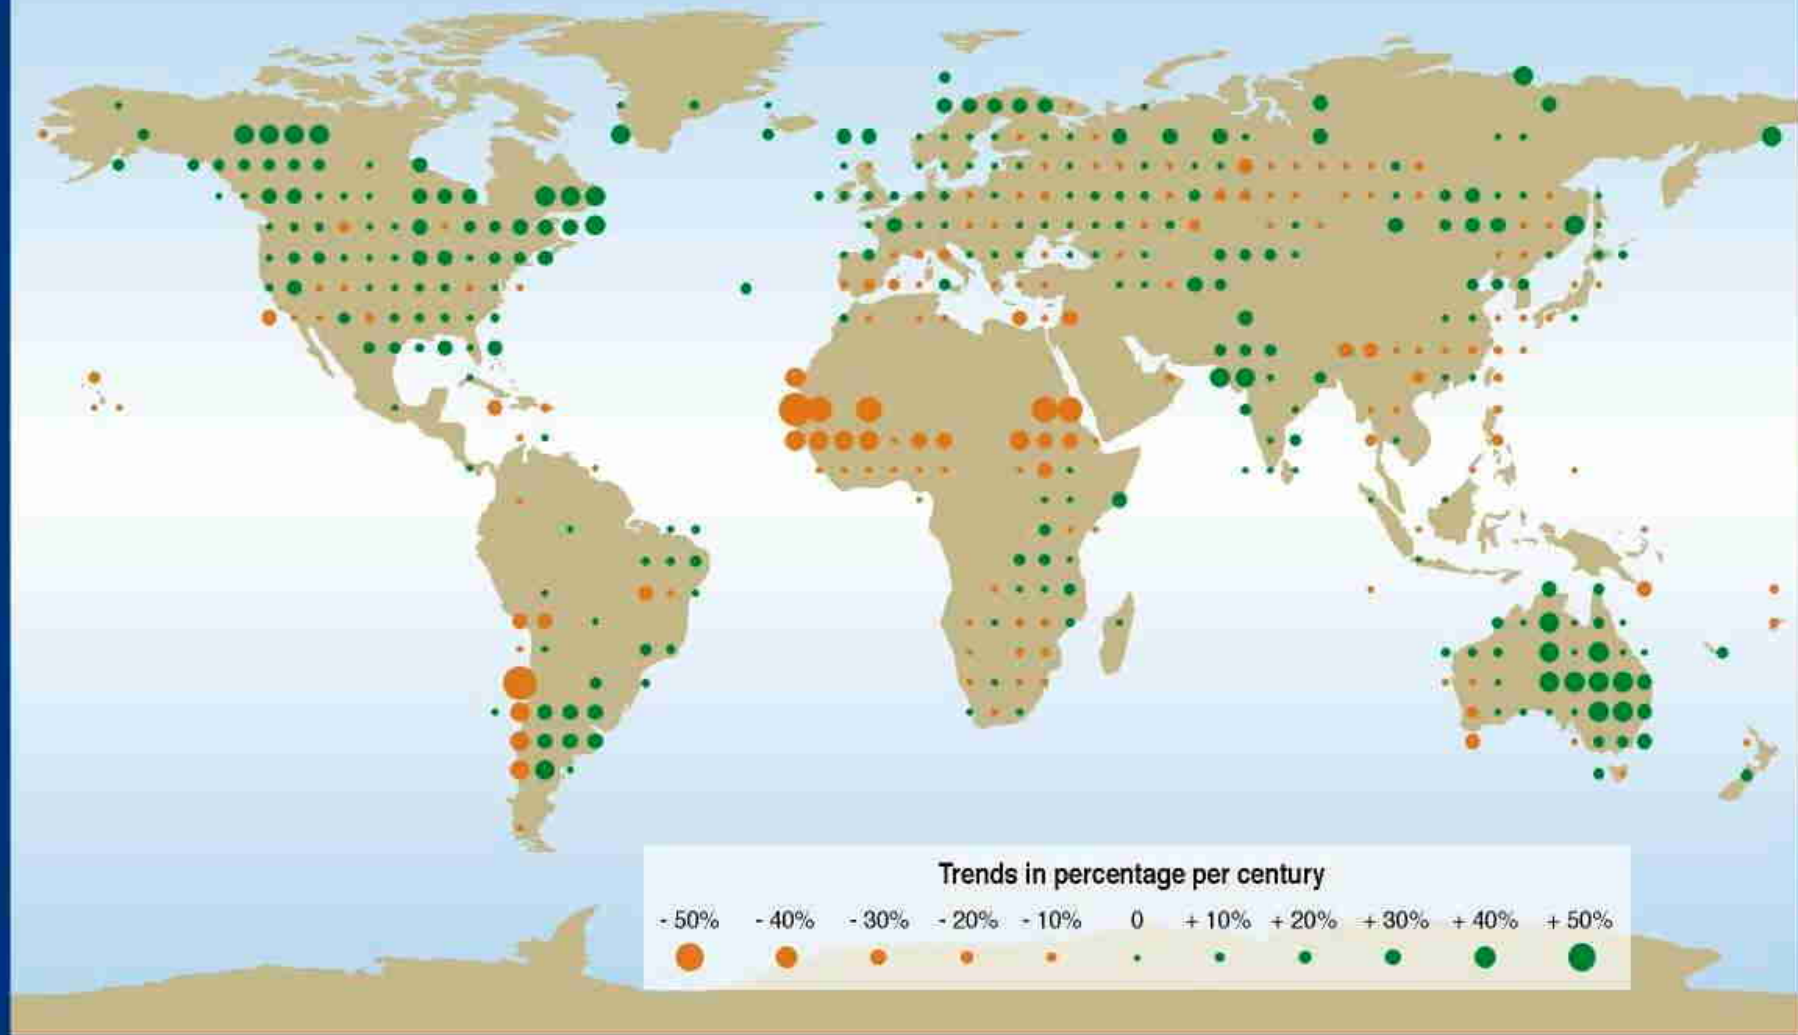 Trends in percentage per century
- 50% - 40% - 30% - 20% - 10% 0 + 10% + 20% + 30% + 40% + 50%